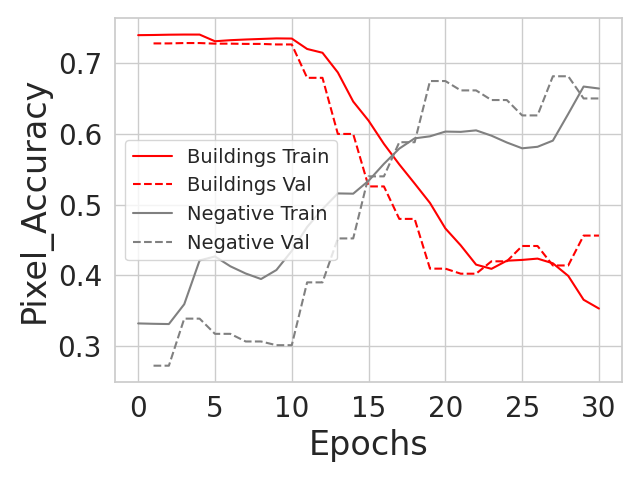 Pixel_Accuracy
0.7
0.6
0.5
0.4
0.3
Buildings Train
Buildings Val
Negative Train
Negative Val
0 5 10 15 20 25 30
Epochs